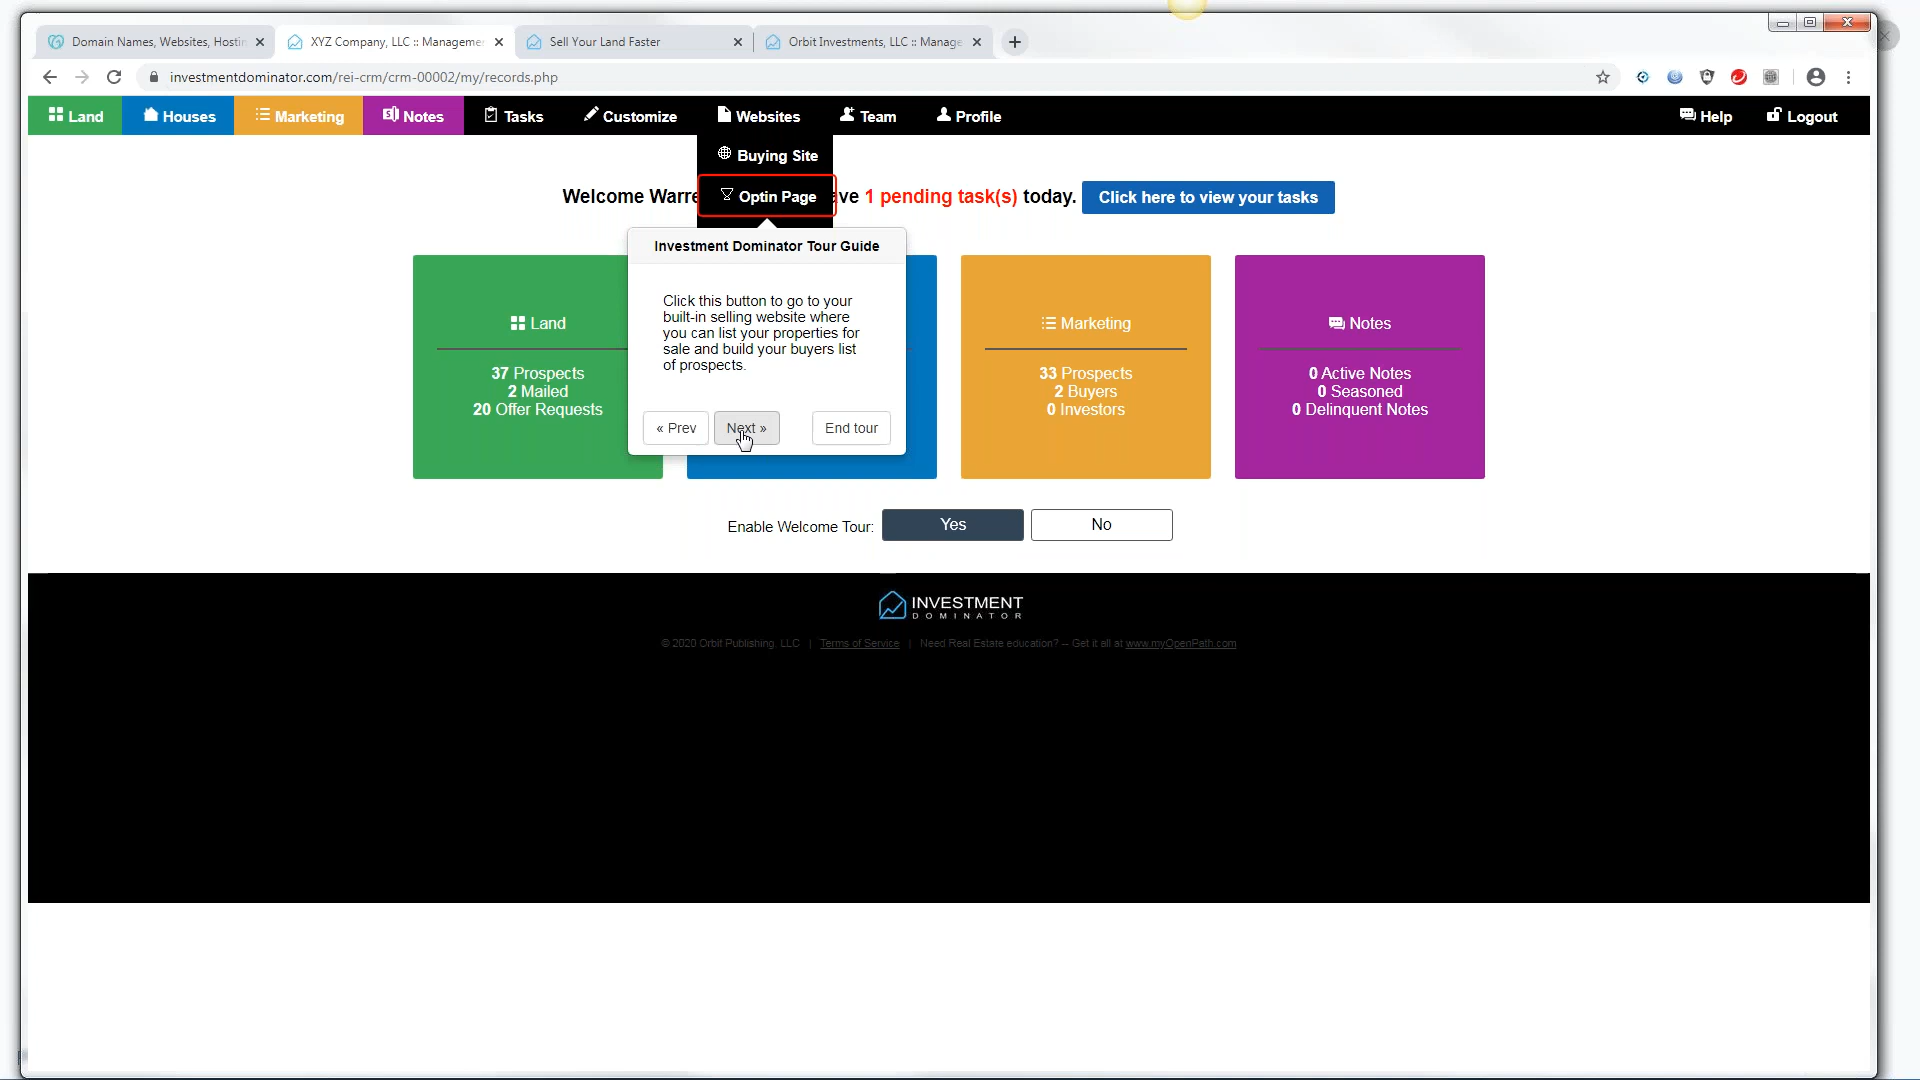 Domain Names, Websites, Hostin
XYZ Company, LLC :: Manageme
Sell Your Land Faster
Orbit Investments, LLC :: Manage
investmentdominator.com/rei-crm/crm-00002/my/records.php
Land
Houses
Marketing
Notes
Tasks
Customize
Websites
Team
Profile
Help
Logout
Buying Site
Optin Page
Welcome Warre
ve 1 pending task(s) today.
Click here to view your tasks
Investment Dominator Tour Guide
Click this button to go to your
built-in selling website where
you can list your properties for
sale and build your buyers list
of prospects.
« Prev
Next »
End tour
Land
37 Prospects
2 Mailed
20 Offer Requests
Marketing
33 Prospects
2 Buyers
0 Investors
Notes
0 Active Notes
0 Seasoned
0 Delinquent Notes
Enable Welcome Tour:
Yes
No
INVESTMENT
DOMINATOR
© 2020 Orbit Publishing LLC | Terms of Service | Need Real Estate education? – Get it all at www.myOpenPath.com